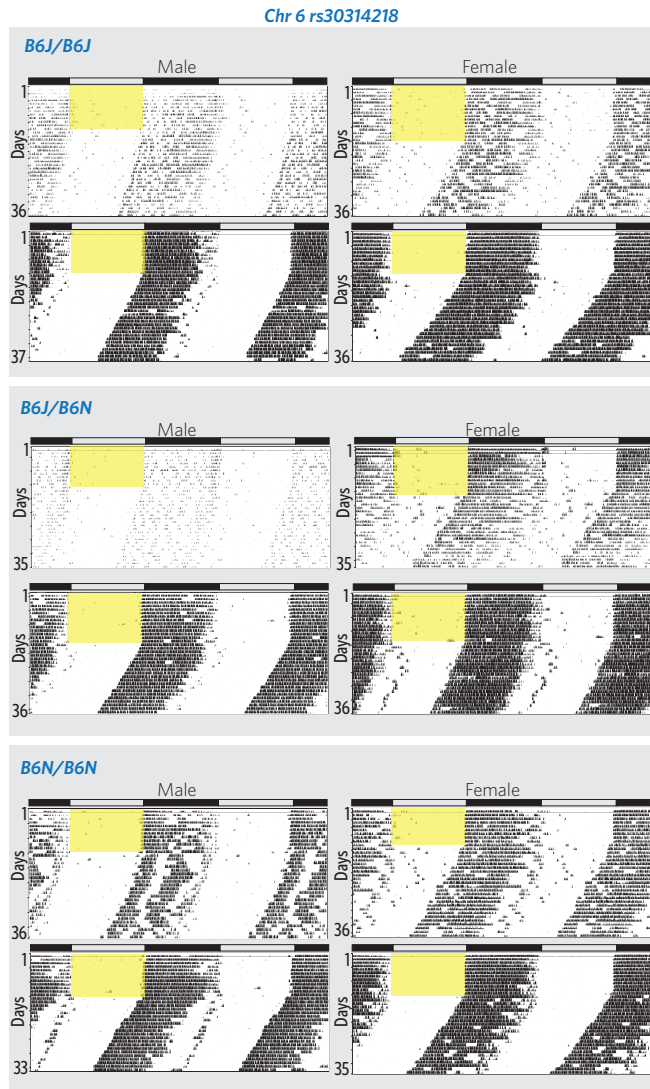 Chr 6 rs30314218
B6J/B6J
Male
Female
1
Days
36
1
Days
36
1
Days
37
1
Days
36
B6J/B6N
Male
Female
1
Days
35
1
Days
35
1
Days
36
1
Days
36
B6N/B6N
Male
Female
1
Days
36
1
Days
36
1
Days
33
1
Days
35